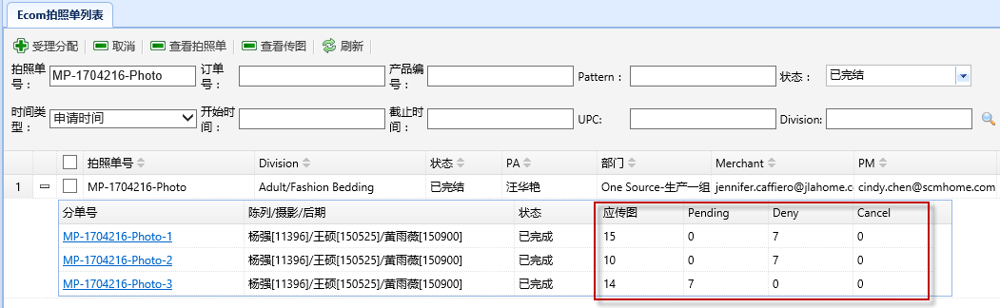 Ecom拍照单列表
受理分配 取消 查看拍照单 查看传图 刷新
拍照单号： MP-1704216-Photo 订单号： 产品编号： Pattern： 状态： 已完结
时间类型： 申请时间 开始时间： 截止时间： UPC: Division:
拍照单号 Division 状态 PA 部门 Merchant PM
1 MP-1704216-Photo Adult/Fashion Bedding 已完结 汪华艳 One Source-生产一组 jennifer.caffiero@jlahome.c cindy.chen@scmhome.com
分单号 陈列/摄影/后期 状态 应传图 Pending Deny Cancel
MP-1704216-Photo-1 杨强[11396]/王硕[150525]/黄雨薇[150900] 已完成 15 0 7 0
MP-1704216-Photo-2 杨强[11396]/王硕[150525]/黄雨薇[150900] 已完成 10 0 7 0
MP-1704216-Photo-3 杨强[11396]/王硕[150525]/黄雨薇[150900] 已完成 14 7 0 0